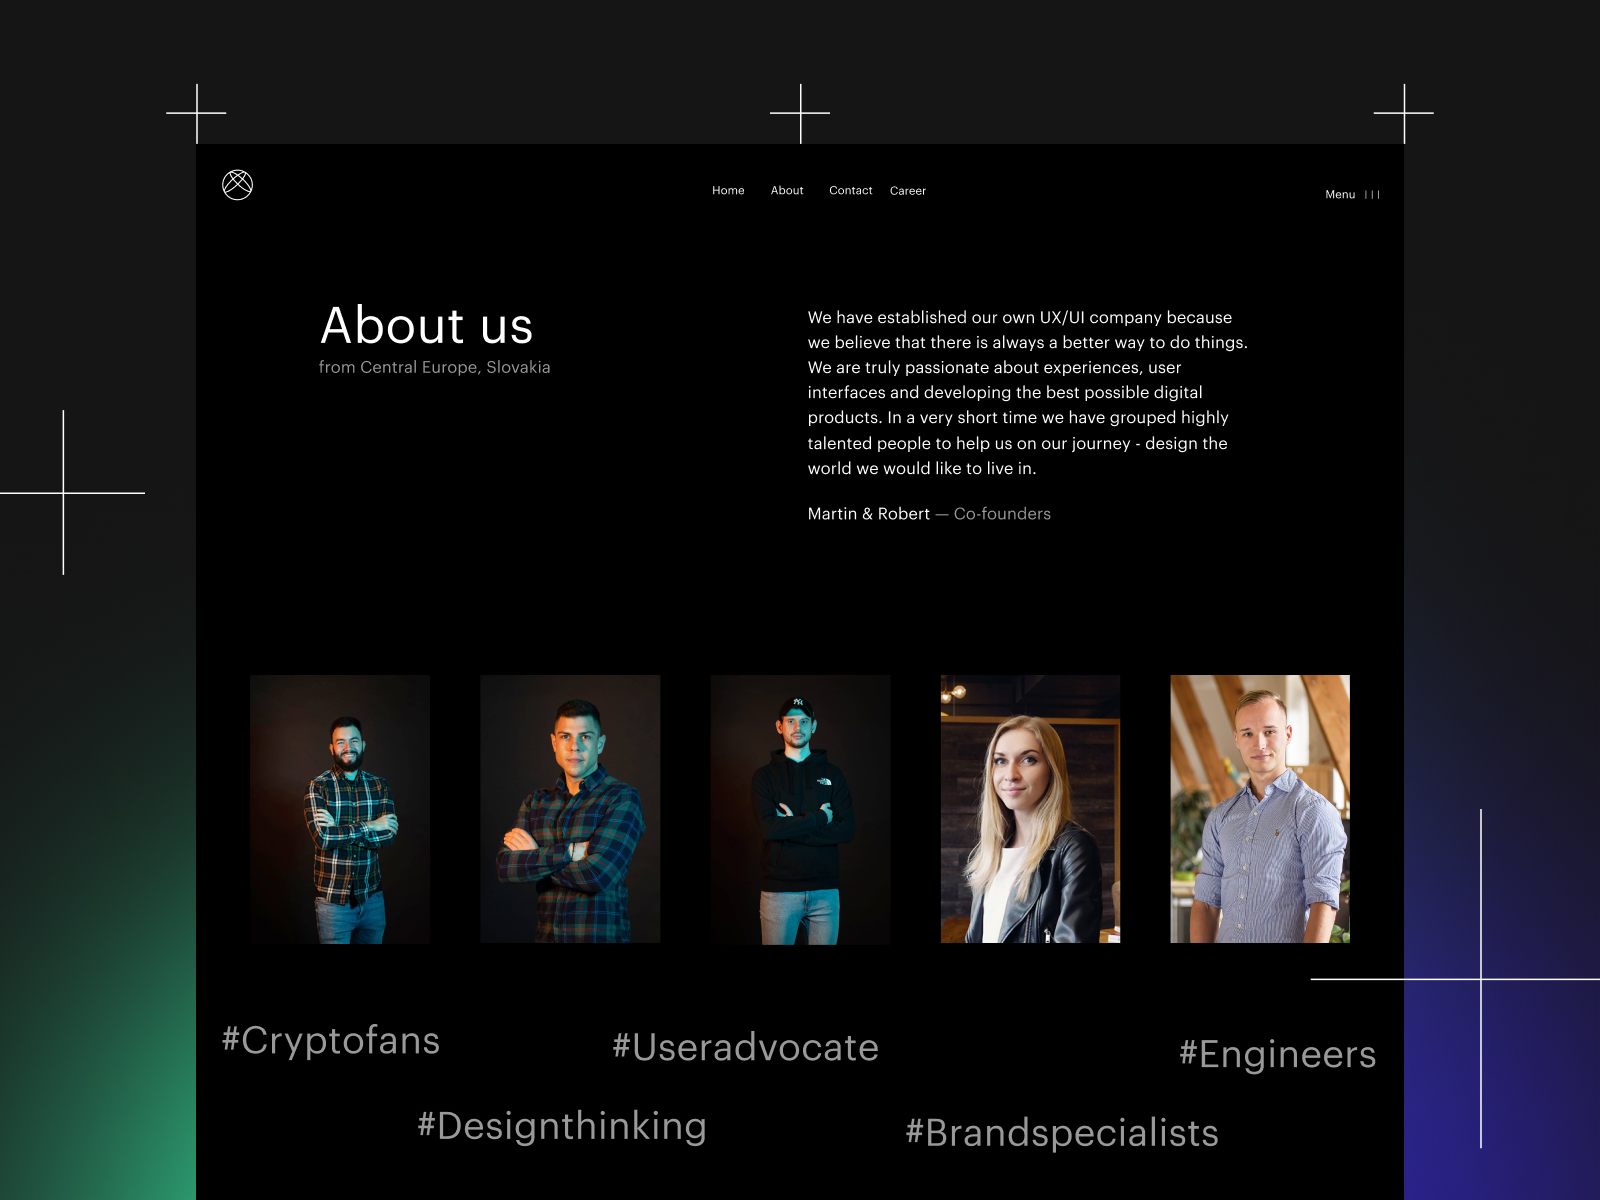 Home About Contact Career
Menu
About us
from Central Europe, Slovakia
We have established our own UX/UI company because
we believe that there is always a better way to do things.
We are truly passionate about experiences, user
interfaces and developing the best possible digital
products. In a very short time we have grouped highly
talented people to help us on our journey - design the
world we would like to live in.
Martin & Robert — Co-founders
#Cryptofans
#Useradvocate
#Engineers
#Designthinking
#Brandspecialists